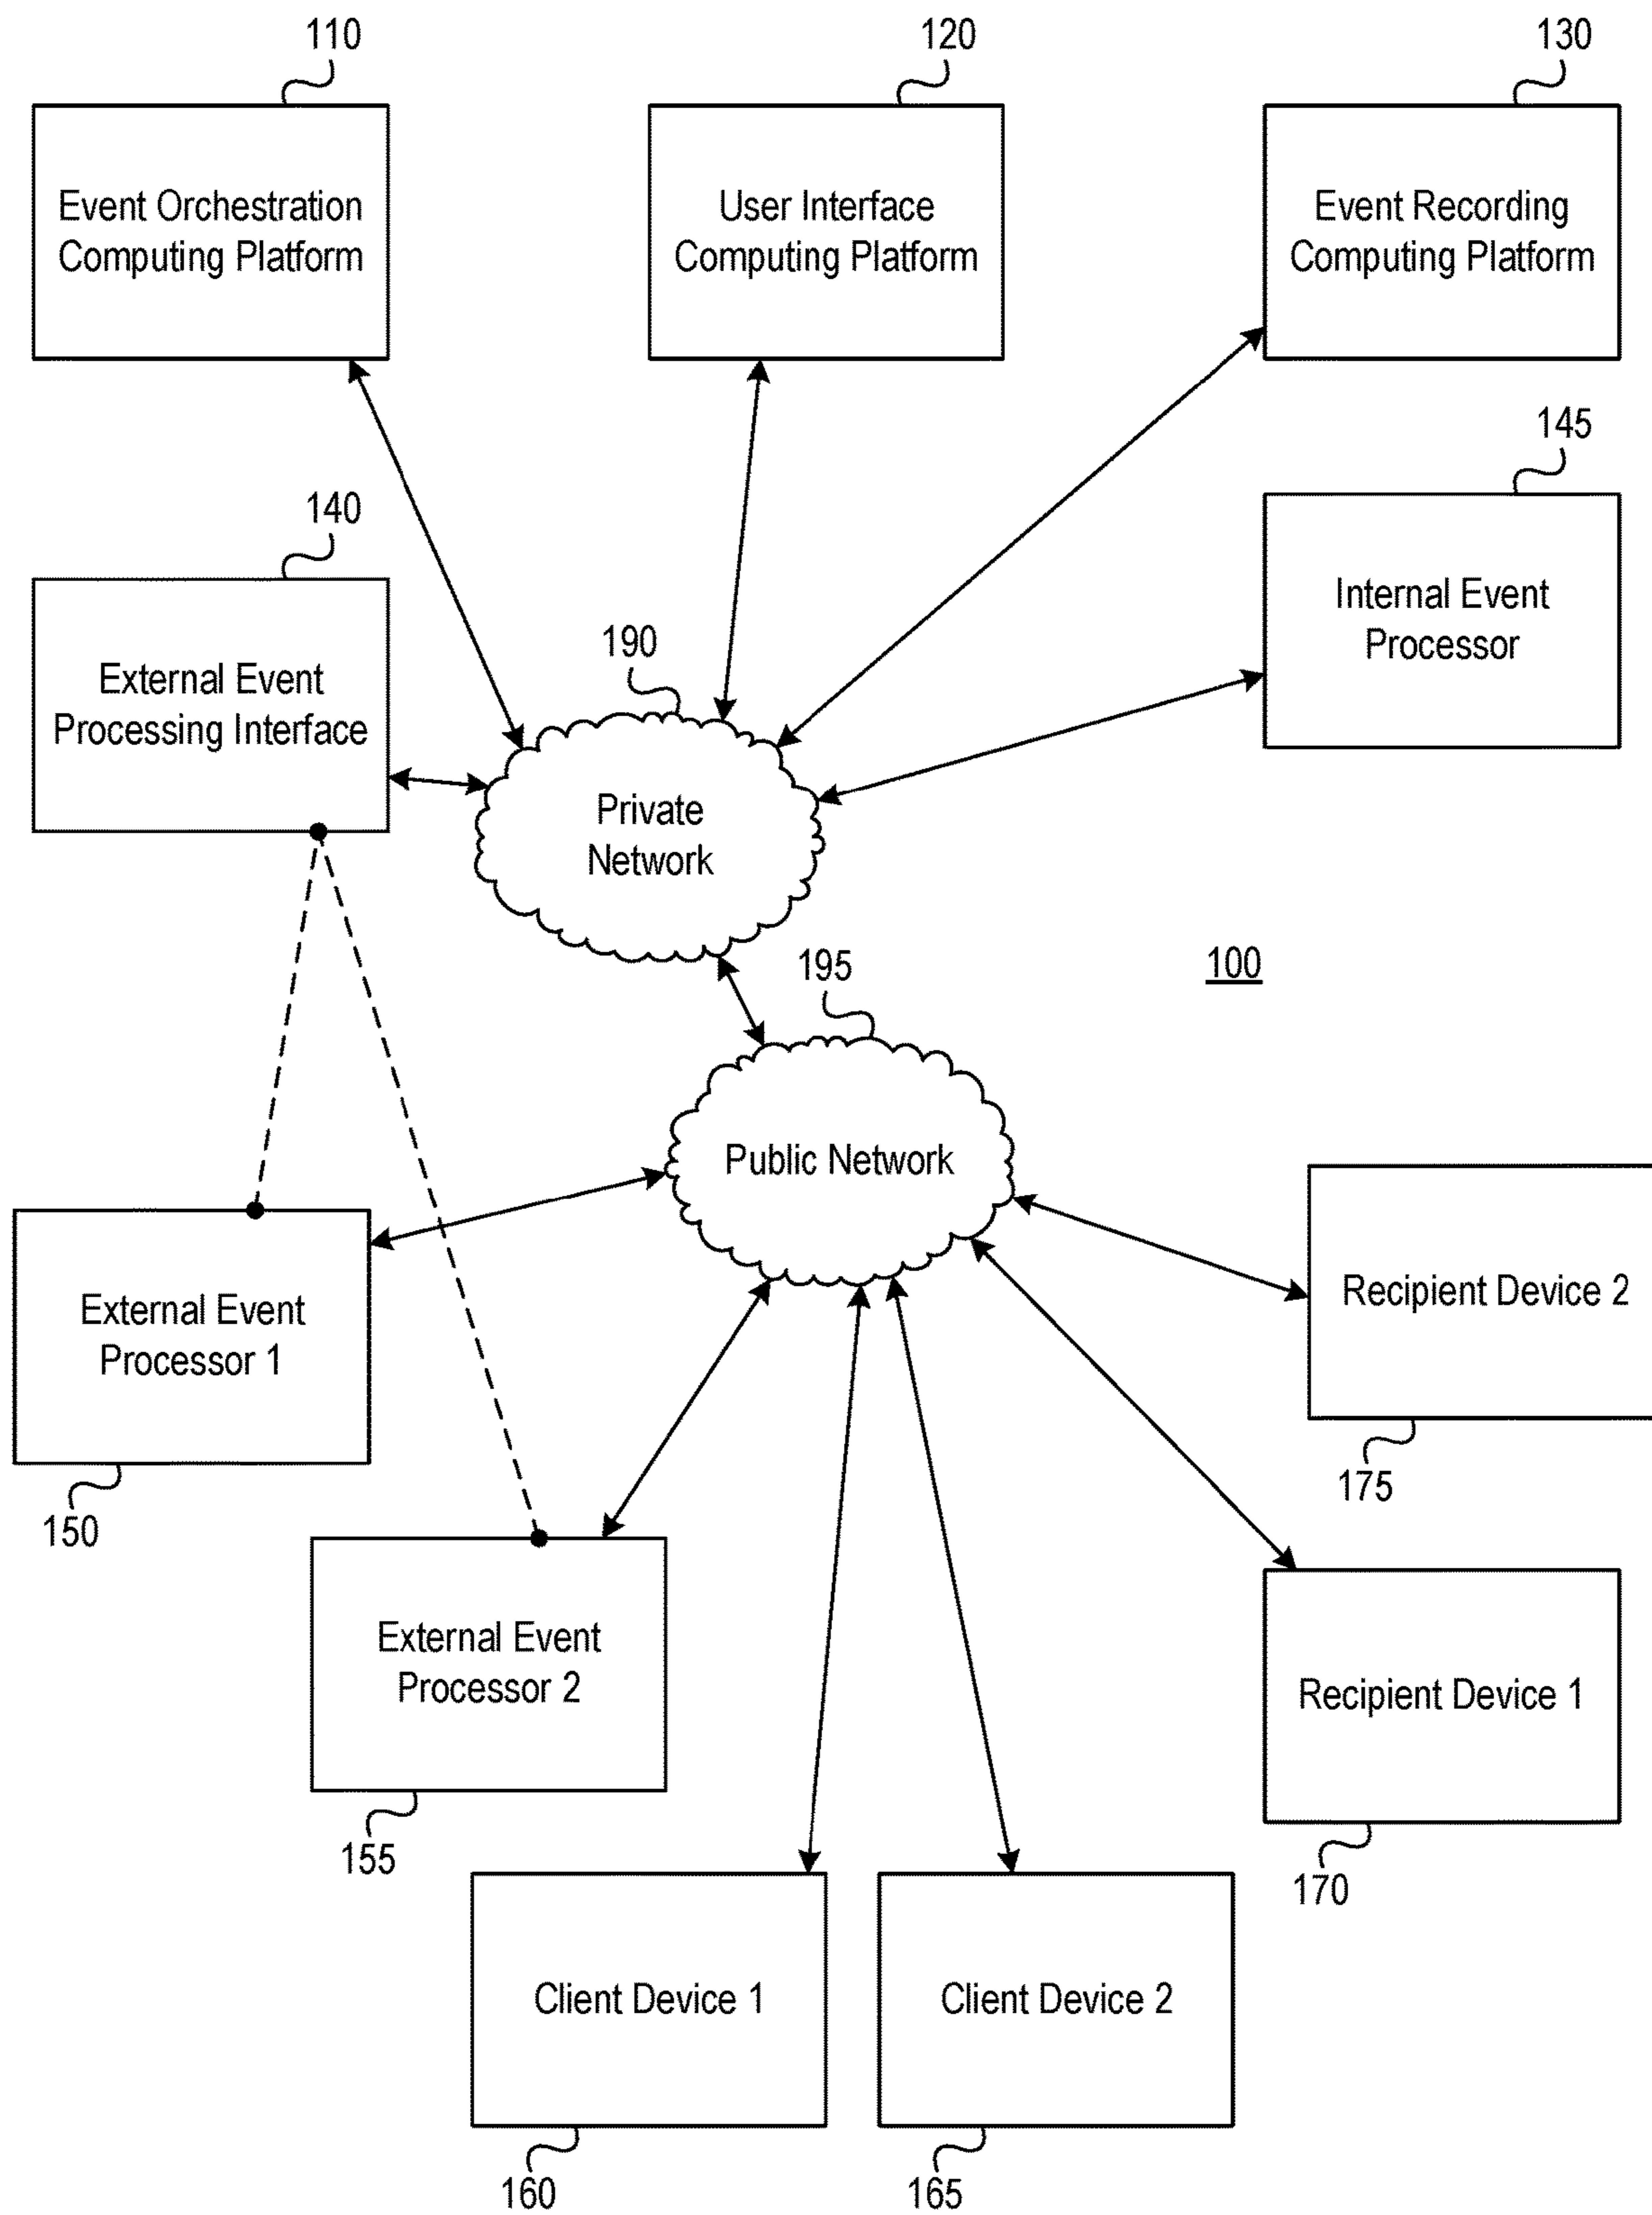 110
120
130
Event Orchestration
Computing Platform
User Interface
Computing Platform
Event Recording
Computing Platform
145
140
Internal Event
Processor
External Event
Processing Interface
190
Private
Network
195
100
Public Network
Recipient Device 2
175
External Event
Processor 1
150
External Event
Processor 2
155
Recipient Device 1
170
Client Device 1
160
Client Device 2
165